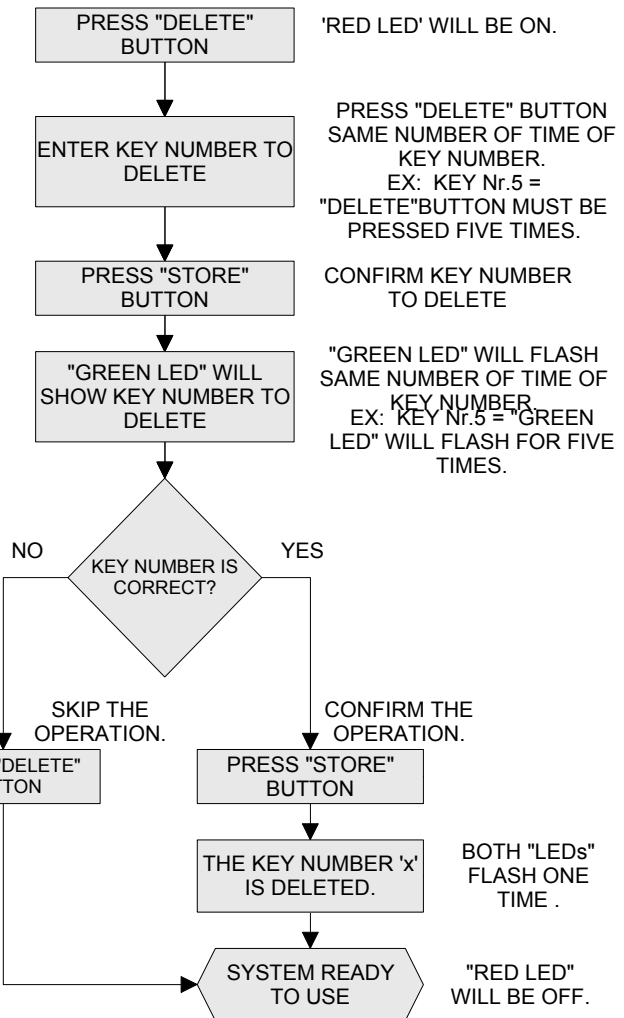 PRESS "DELETE"
BUTTON
'RED LED' WILL BE ON.
ENTER KEY NUMBER TO
DELETE
PRESS "DELETE" BUTTON
SAME NUMBER OF TIME OF
KEY NUMBER.
EX: KEY Nr.5 =
"DELETE"BUTTON MUST BE
PRESSED FIVE TIMES.
PRESS "STORE"
BUTTON
CONFIRM KEY NUMBER
TO DELETE
"GREEN LED" WILL
SHOW KEY NUMBER TO
DELETE
"GREEN LED" WILL FLASH
SAME NUMBER OF TIME OF
KEY NUMBER.
EX: KEY Nr.5 = "GREEN
LED" WILL FLASH FOR FIVE
TIMES.
NO
KEY NUMBER IS
CORRECT?
YES
SKIP THE
OPERATION.
"DELETE"
TTON
CONFIRM THE
OPERATION.
PRESS "STORE"
BUTTON
THE KEY NUMBER 'x'
IS DELETED.
BOTH "LEDs"
FLASH ONE
TIME .
SYSTEM READY
TO USE
"RED LED"
WILL BE OFF.